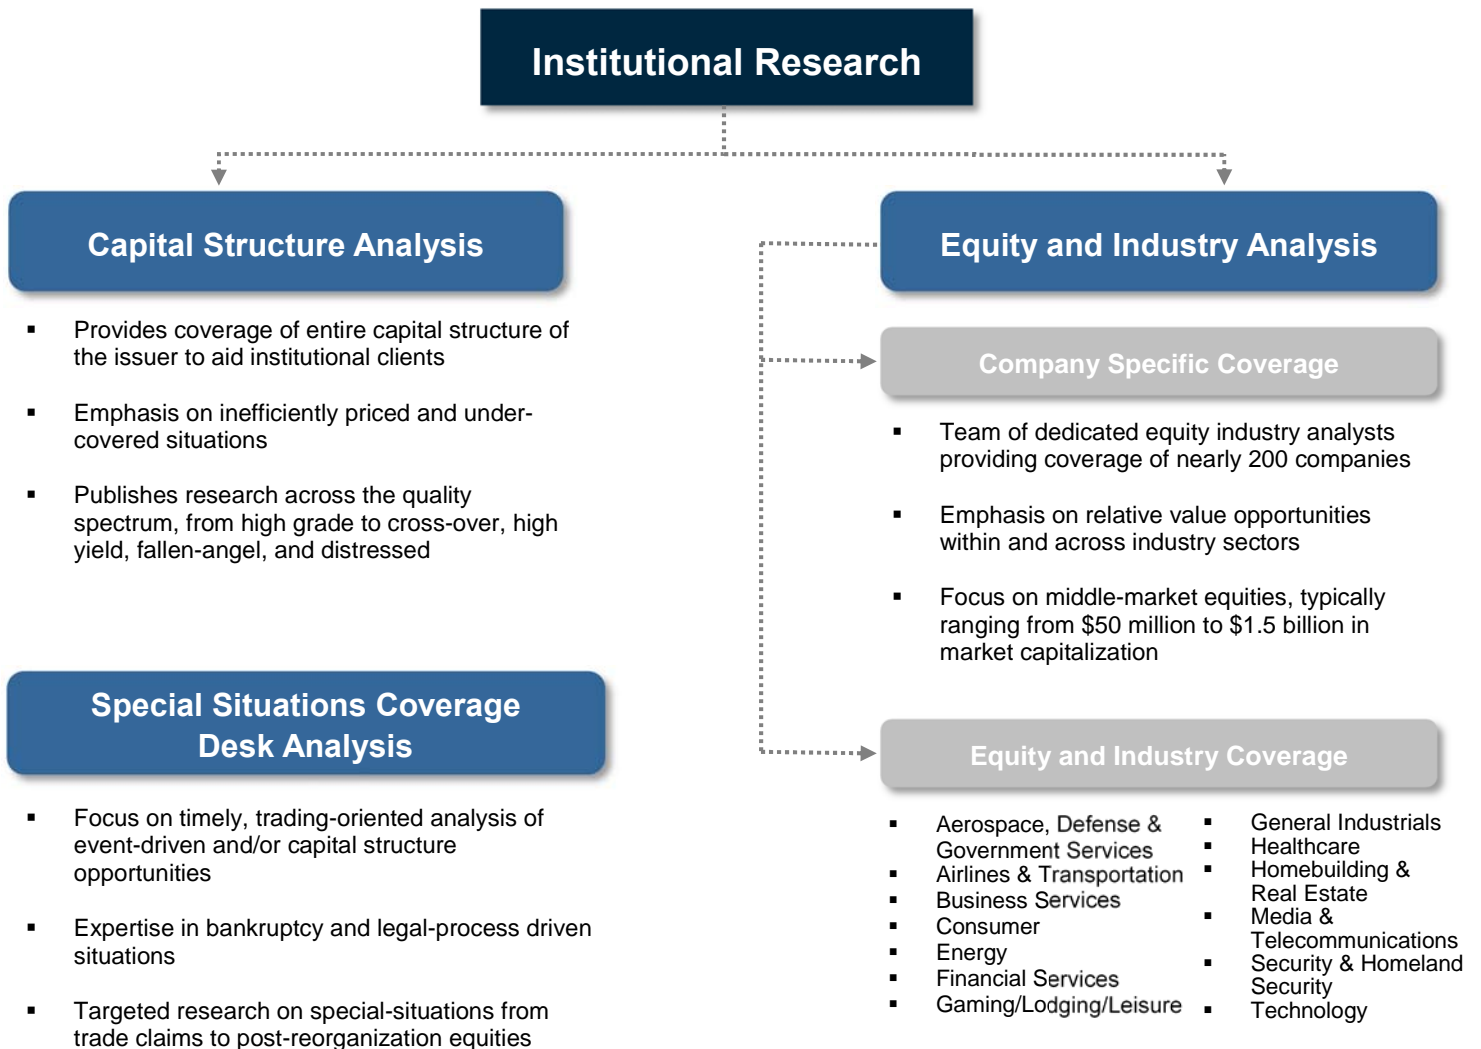 Institutional Research
Capital Structure Analysis
▪ Provides coverage of entire capital structure of
the issuer to aid institutional clients
▪ Emphasis on inefficiently priced and under-
covered situations
▪ Publishes research across the quality
spectrum, from high grade to cross-over, high
yield, fallen-angel, and distressed
Special Situations Coverage
Desk Analysis
▪ Focus on timely, trading-oriented analysis of
event-driven and/or capital structure
opportunities
▪ Expertise in bankruptcy and legal-process driven
situations
▪ Targeted research on special-situations from
trade claims to post-reorganization equities
Equity and Industry Analysis
Company Specific Coverage
▪ Team of dedicated equity industry analysts
providing coverage of nearly 200 companies
▪ Emphasis on relative value opportunities
within and across industry sectors
▪ Focus on middle-market equities, typically
ranging from $50 million to $1.5 billion in
market capitalization
Equity and Industry Coverage
▪ Aerospace, Defense &
Government Services
▪ Airlines & Transportation
▪ Business Services
▪ Consumer
▪ Energy
▪ Financial Services
▪ Gaming/Lodging/Leisure
▪ General Industrials
▪ Healthcare
▪ Homebuilding &
Real Estate
▪ Media &
Telecommunications
▪ Security & Homeland
Security
▪ Technology